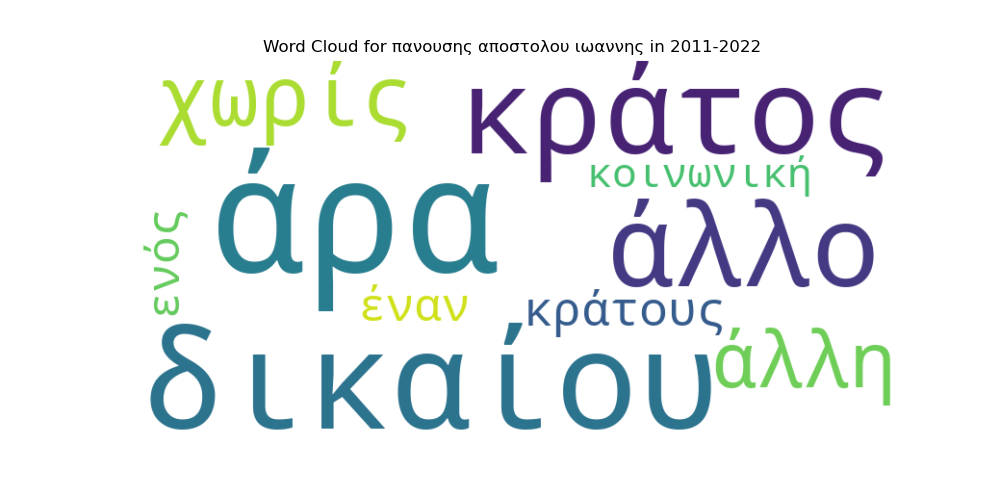 Word Cloud for πανουσης αποστολου ιωαννης in 2011-2022
χωρίς
κράτος
κοινωνική
άρα
ενός
άλλο
έναν
κράτους
δικαίου
άλλη